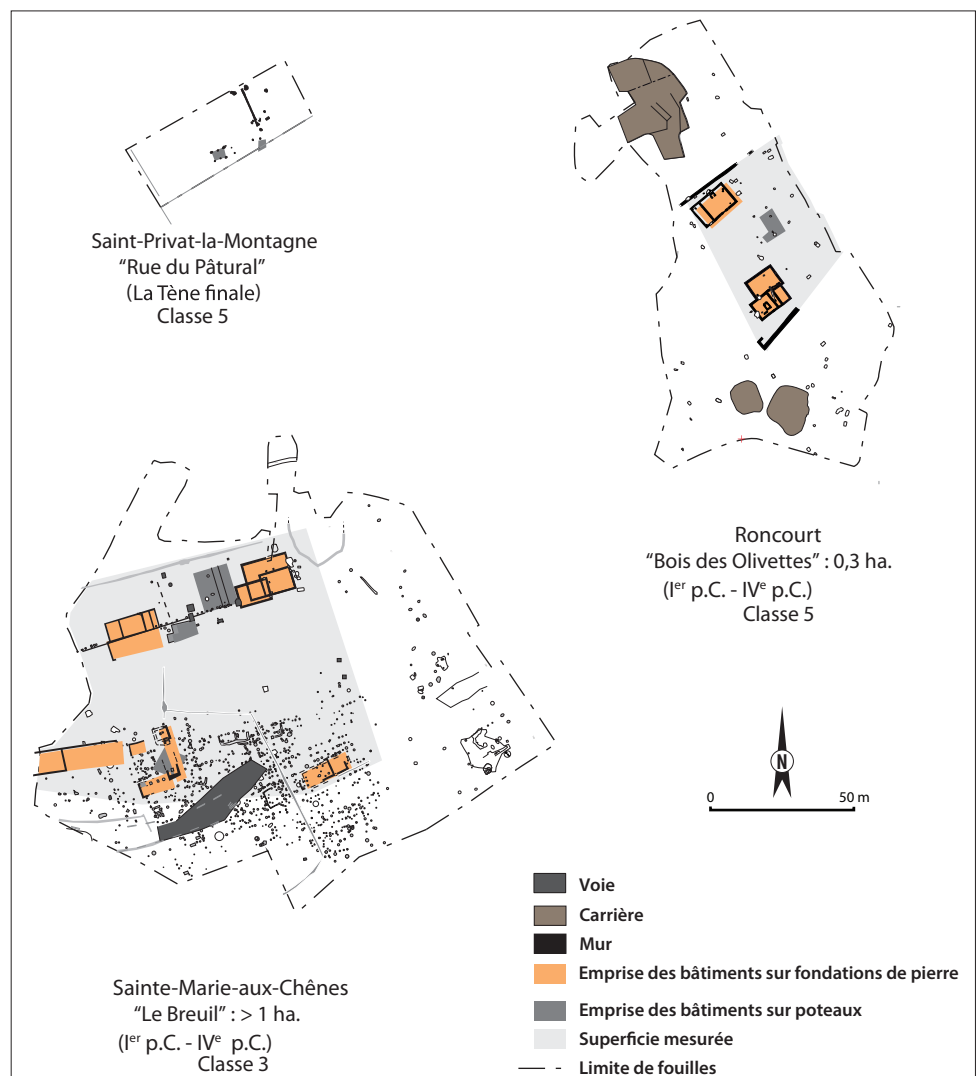 Saint-Privat-la-Montagne
“Rue du Pâtural”
(La Tène finale)
Classe 5
Roncourt
“Bois des Olivettes” : 0,3 ha.
(Ier p.C. - IVe p.C.)
Classe 5
N
0 50 m
Sainte-Marie-aux-Chênes
“Le Breuil” : > 1 ha.
(Ier p.C. - IVe p.C.)
Classe 3
Voie
Carrière
Mur
Emprise des bâtiments sur fondations de pierre
Emprise des bâtiments sur poteaux
Superficie mesurée
Limite de fouilles